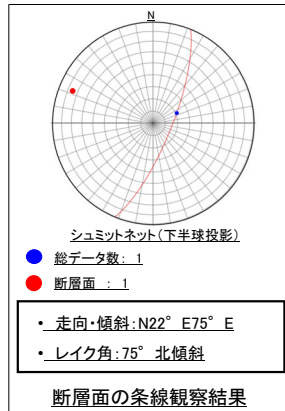 N
シュミットネット(下半球投影)
総データ数: 1
断層面 : 1
・ 走向・傾斜:N22° E75° E
・ レイク角:75° 北傾斜
断層面の条線観察結果